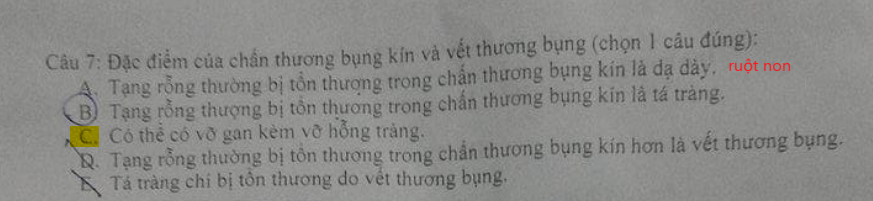 Câu 7: Đặc điểm của chấn thương bụng kín và vết thương bụng (chọn 1 câu đúng):
A. Tạng rỗng thường bị tổn thương trong chấn thương bụng kín là dạ dày. ruột non
B) Tạng rỗng thượng bị tổn thương trong chấn thương bụng kín là tá tràng.
C. Có thể có vỡ gan kèm vỡ hỗng tràng.
D. Tạng rỗng thường bị tổn thương trong chấn thương bụng kín hơn là vết thương bụng.
E Tá tràng chỉ bị tổn thương do vết thương bụng.